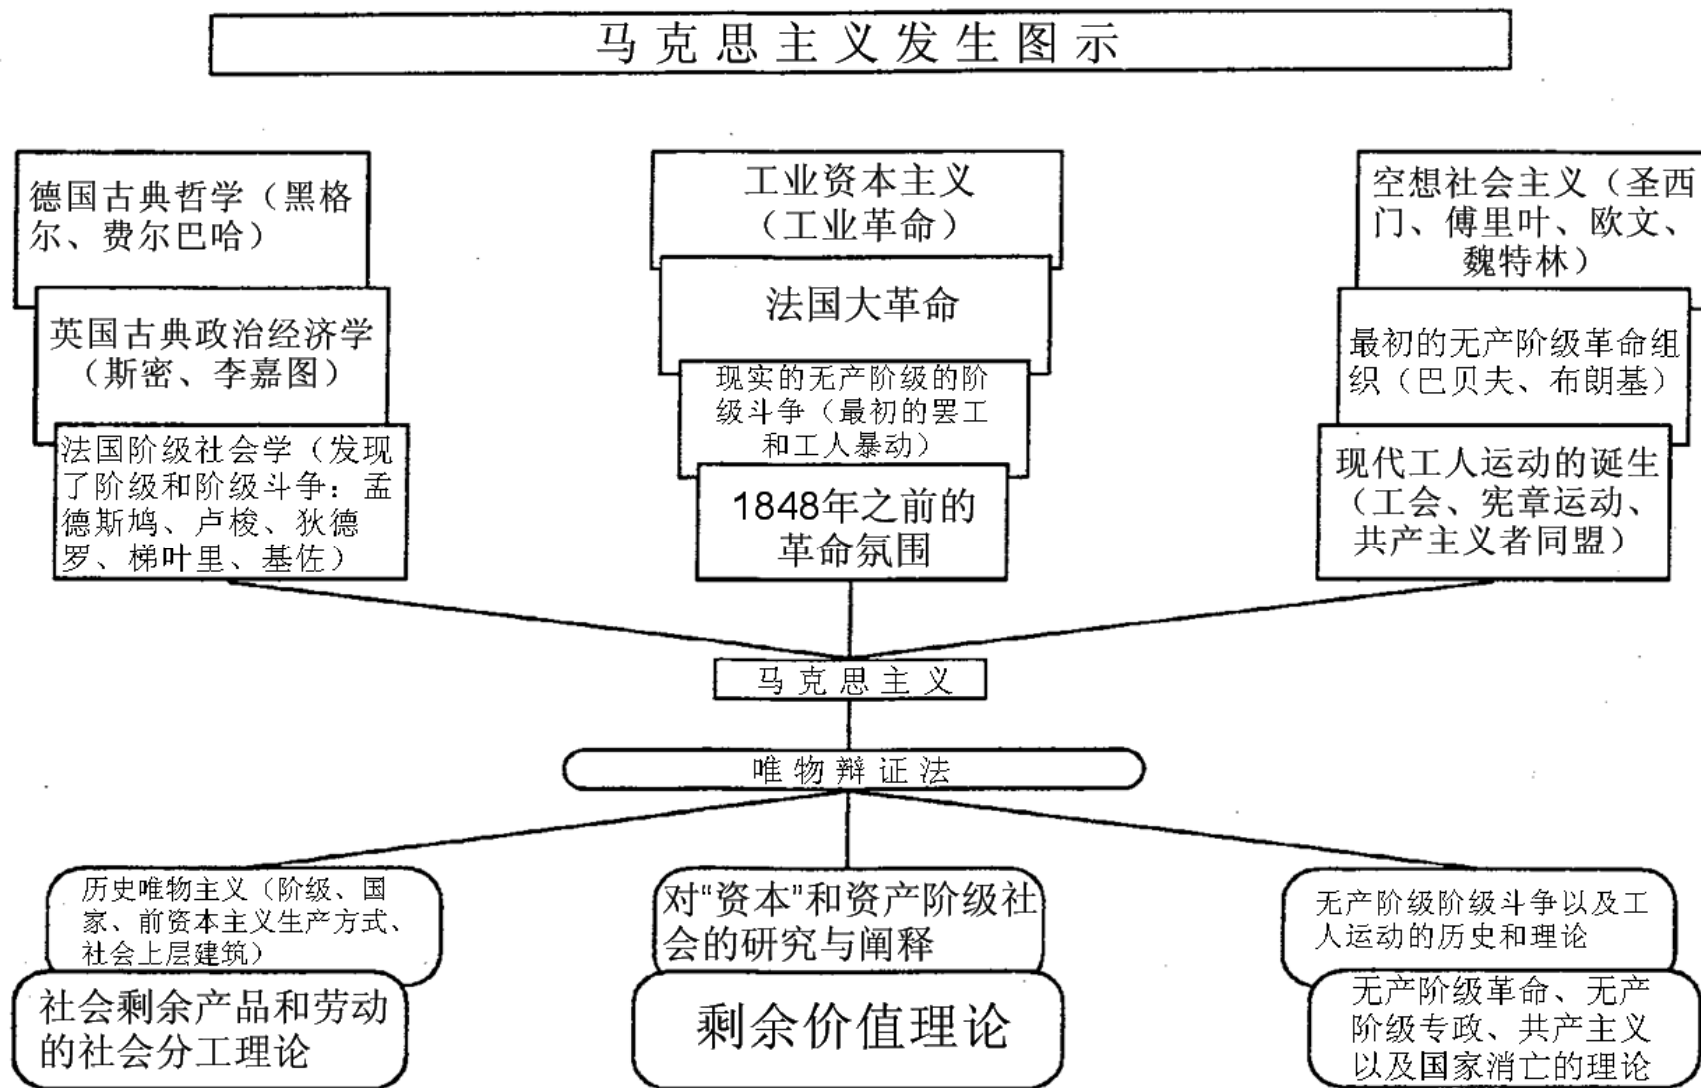 马克思主义发生图示
德国古典哲学（黑格
尔、费尔巴哈）
英国古典政治经济学
（斯密、李嘉图）
法国阶级社会学（发现
了阶级和阶级斗争：孟
德斯鸠、卢梭、狄德
罗、梯叶里、基佐）
工业资本主义
（工业革命）
法国大革命
现实的无产阶级的阶
级斗争（最初的罢工
和工人暴动）
1848年之前的
革命氛围
空想社会主义（圣西
门、傅里叶、欧文、
魏特林）
最初的无产阶级革命组
织（巴贝夫、布朗基）
现代工人运动的诞生
（工会、宪章运动、
共产主义者同盟）
马克思主义
唯物辩证法
历史唯物主义（阶级、国
家、前资本主义生产方式、
社会上层建筑）
社会剩余产品和劳动
的社会分工理论
对“资本”和资产阶级社
会的研究与阐释
剩余价值理论
无产阶级阶级斗争以及工
人运动的历史和理论
无产阶级革命、无产
阶级专政、共产主义
以及国家消亡的理论